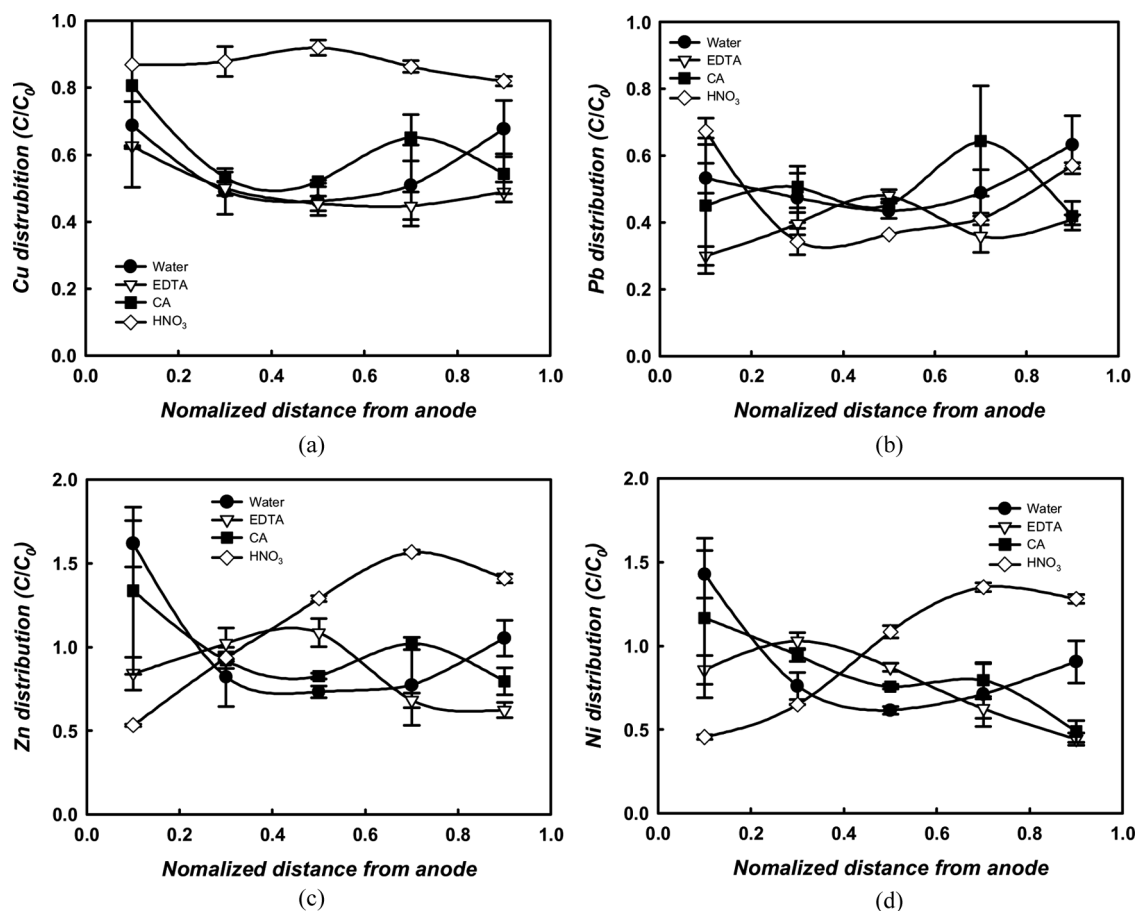 1.0
0.8
0.6
0.4
0.2
0.0
Cu distrubition (C/C₀)
Water
EDTA
CA
HNO₃
0.0 0.2 0.4 0.6 0.8 1.0
Nomalized distance from anode
(a)
1.0
0.8
0.6
0.4
0.2
0.0
Pb distribution (C/C₀)
Water
EDTA
CA
HNO₃
0.0 0.2 0.4 0.6 0.8 1.0
Nomalized distance from anode
(b)
2.0
1.5
1.0
0.5
0.0
Zn distribution (C/C₀)
Water
EDTA
CA
HNO₃
0.0 0.2 0.4 0.6 0.8 1.0
Nomalized distance from anode
(c)
2.0
1.5
1.0
0.5
0.0
Ni distribution (C/C₀)
Water
EDTA
CA
HNO₃
0.0 0.2 0.4 0.6 0.8 1.0
Nomalized distance from anode
(d)